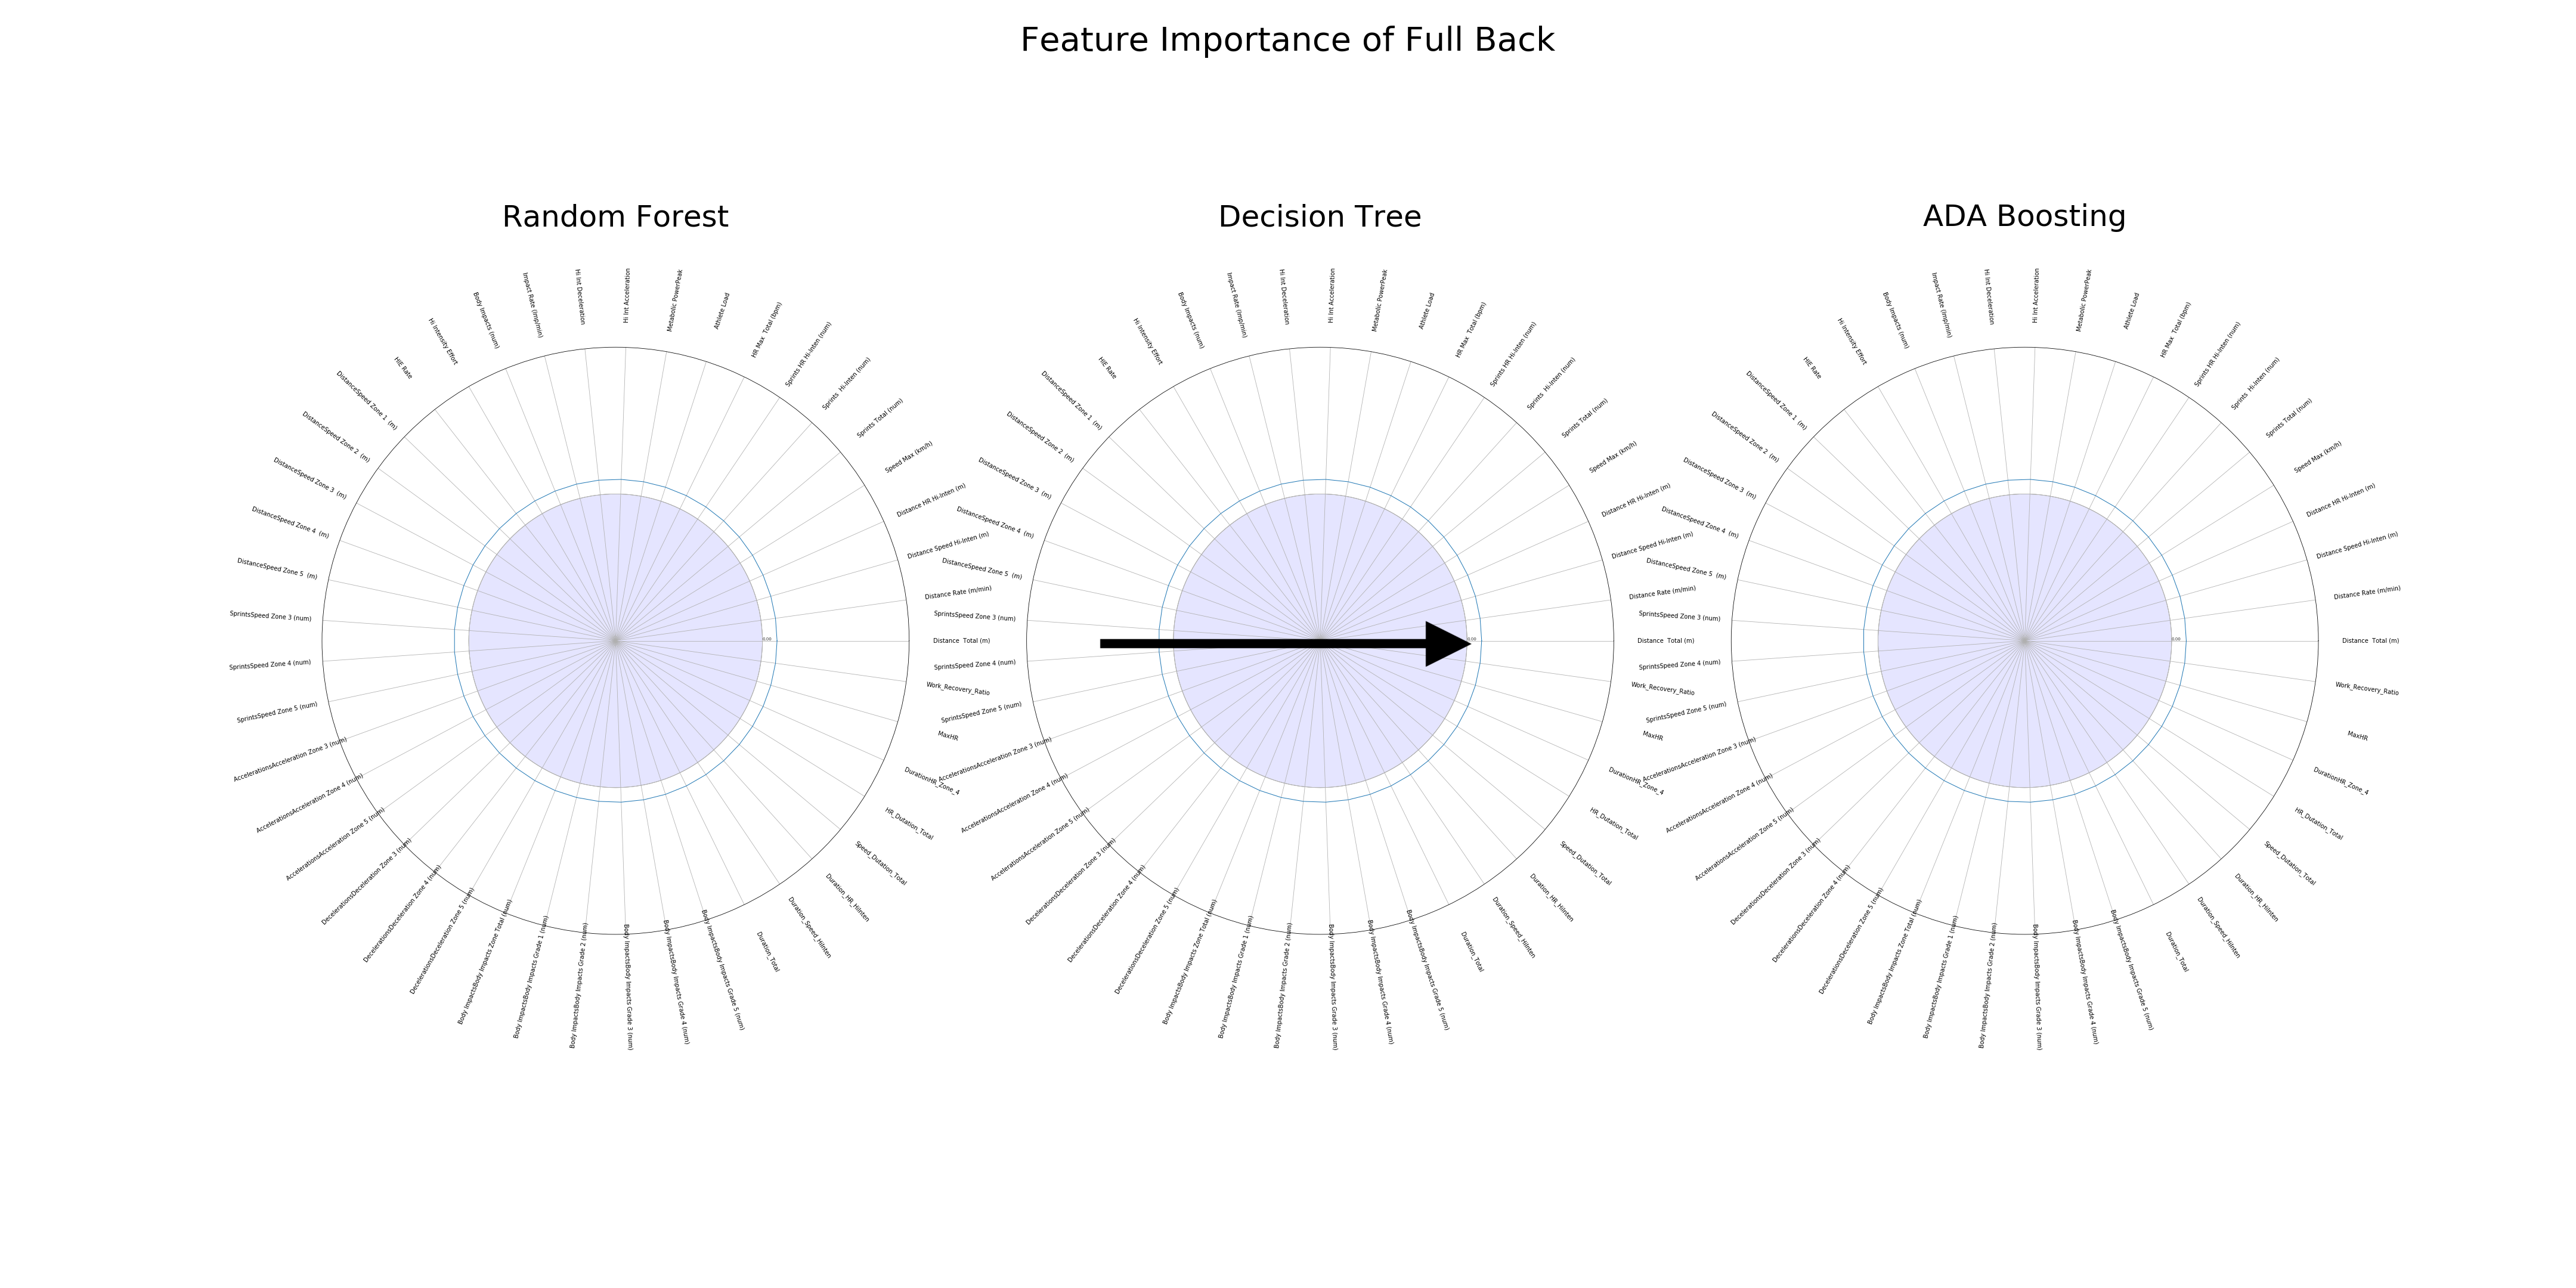 Feature Importance of Full Back
Random Forest
Distance  Total (m)
Distance Rate (m/min)
Distance Speed Hi-Inten (m)
Distance HR Hi-Inten (m)
Speed Max (km/h)
Sprints Total (num)
Sprints  Hi-Inten (num)
Sprints HR Hi-Inten (num)
HR Max  Total (bpm)
Athlete Load
Metabolic PowerPeak
Hi Int Acceleration
Hi Int Deceleration
Impact Rate (Imp/min)
Body Impacts (num)
Hi Intensity Effort
HIE Rate
DistanceSpeed Zone 1  (m)
DistanceSpeed Zone 2  (m)
DistanceSpeed Zone 3  (m)
DistanceSpeed Zone 4  (m)
DistanceSpeed Zone 5  (m)
SprintsSpeed Zone 3 (num)
SprintsSpeed Zone 4 (num)
SprintsSpeed Zone 5 (num)
AccelerationsAcceleration Zone 3 (num)
AccelerationsAcceleration Zone 4 (num)
AccelerationsAcceleration Zone 5 (num)
DecelerationsDeceleration Zone 3 (num)
DecelerationsDeceleration Zone 4 (num)
DecelerationsDeceleration Zone 5 (num)
Body ImpactsBody Impacts Zone Total (num)
Body ImpactsBody Impacts Grade 1 (num)
Body ImpactsBody Impacts Grade 2 (num)
Body ImpactsBody Impacts Grade 3 (num)
Body ImpactsBody Impacts Grade 4 (num)
Body ImpactsBody Impacts Grade 5 (num)
Duration_Total
Duration_Speed_HiInten
Duration_HR_HiInten
Speed_Dutation_Total
HR_Dutation_Total
DurationHR_Zone_4
MaxHR
Work_Recovery_Ratio
0.00
Decision Tree
Distance  Total (m)
Distance Rate (m/min)
Distance Speed Hi-Inten (m)
Distance HR Hi-Inten (m)
Speed Max (km/h)
Sprints Total (num)
Sprints  Hi-Inten (num)
Sprints HR Hi-Inten (num)
HR Max  Total (bpm)
Athlete Load
Metabolic PowerPeak
Hi Int Acceleration
Hi Int Deceleration
Impact Rate (Imp/min)
Body Impacts (num)
Hi Intensity Effort
HIE Rate
DistanceSpeed Zone 1  (m)
DistanceSpeed Zone 2  (m)
DistanceSpeed Zone 3  (m)
DistanceSpeed Zone 4  (m)
DistanceSpeed Zone 5  (m)
SprintsSpeed Zone 3 (num)
SprintsSpeed Zone 4 (num)
SprintsSpeed Zone 5 (num)
AccelerationsAcceleration Zone 3 (num)
AccelerationsAcceleration Zone 4 (num)
AccelerationsAcceleration Zone 5 (num)
DecelerationsDeceleration Zone 3 (num)
DecelerationsDeceleration Zone 4 (num)
DecelerationsDeceleration Zone 5 (num)
Body ImpactsBody Impacts Zone Total (num)
Body ImpactsBody Impacts Grade 1 (num)
Body ImpactsBody Impacts Grade 2 (num)
Body ImpactsBody Impacts Grade 3 (num)
Body ImpactsBody Impacts Grade 4 (num)
Body ImpactsBody Impacts Grade 5 (num)
Duration_Total
Duration_Speed_HiInten
Duration_HR_HiInten
Speed_Dutation_Total
HR_Dutation_Total
DurationHR_Zone_4
MaxHR
Work_Recovery_Ratio
0.00
ADA Boosting
Distance  Total (m)
Distance Rate (m/min)
Distance Speed Hi-Inten (m)
Distance HR Hi-Inten (m)
Speed Max (km/h)
Sprints Total (num)
Sprints  Hi-Inten (num)
Sprints HR Hi-Inten (num)
HR Max  Total (bpm)
Athlete Load
Metabolic PowerPeak
Hi Int Acceleration
Hi Int Deceleration
Impact Rate (Imp/min)
Body Impacts (num)
Hi Intensity Effort
HIE Rate
DistanceSpeed Zone 1  (m)
DistanceSpeed Zone 2  (m)
DistanceSpeed Zone 3  (m)
DistanceSpeed Zone 4  (m)
DistanceSpeed Zone 5  (m)
SprintsSpeed Zone 3 (num)
SprintsSpeed Zone 4 (num)
SprintsSpeed Zone 5 (num)
AccelerationsAcceleration Zone 3 (num)
AccelerationsAcceleration Zone 4 (num)
AccelerationsAcceleration Zone 5 (num)
DecelerationsDeceleration Zone 3 (num)
DecelerationsDeceleration Zone 4 (num)
DecelerationsDeceleration Zone 5 (num)
Body ImpactsBody Impacts Zone Total (num)
Body ImpactsBody Impacts Grade 1 (num)
Body ImpactsBody Impacts Grade 2 (num)
Body ImpactsBody Impacts Grade 3 (num)
Body ImpactsBody Impacts Grade 4 (num)
Body ImpactsBody Impacts Grade 5 (num)
Duration_Total
Duration_Speed_HiInten
Duration_HR_HiInten
Speed_Dutation_Total
HR_Dutation_Total
DurationHR_Zone_4
MaxHR
Work_Recovery_Ratio
0.00